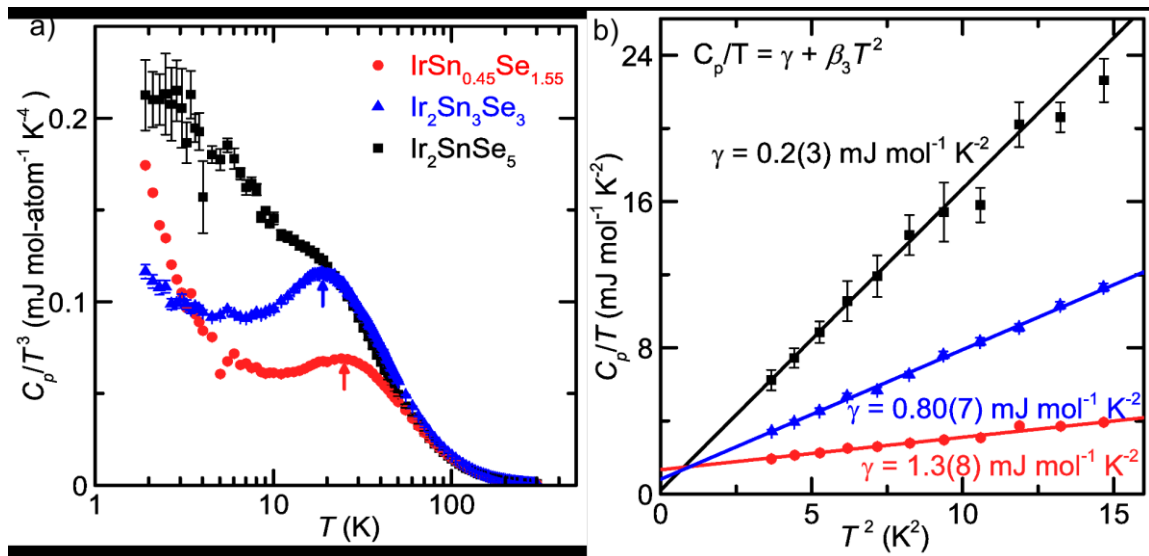 a)
IrSn0.45Se1.55
Ir2Sn3Se3
Ir2SnSe5
0.2
0.1
0
Cp/T3 (mJ mol-atom-1 K-4)
1
10
100
T (K)
b)
Cp/T = γ + β3T2
γ = 0.2(3) mJ mol-1 K-2
γ = 0.80(7) mJ mol-1 K-2
γ = 1.3(8) mJ mol-1 K-2
24
16
8
0
Cp/T (mJ mol-1 K-2)
0
5
10
15
T 2 (K2)